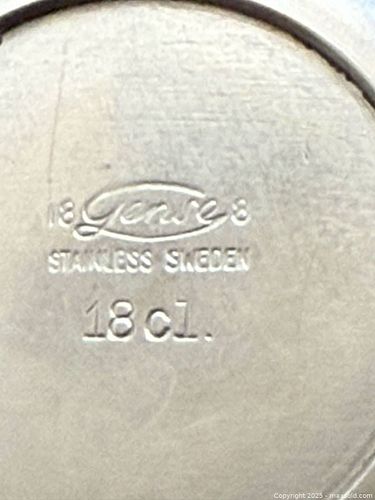 18 Gense 8
STAINLESS SWEDEN
18 cl.
Copyright 2025 - maxsold.com